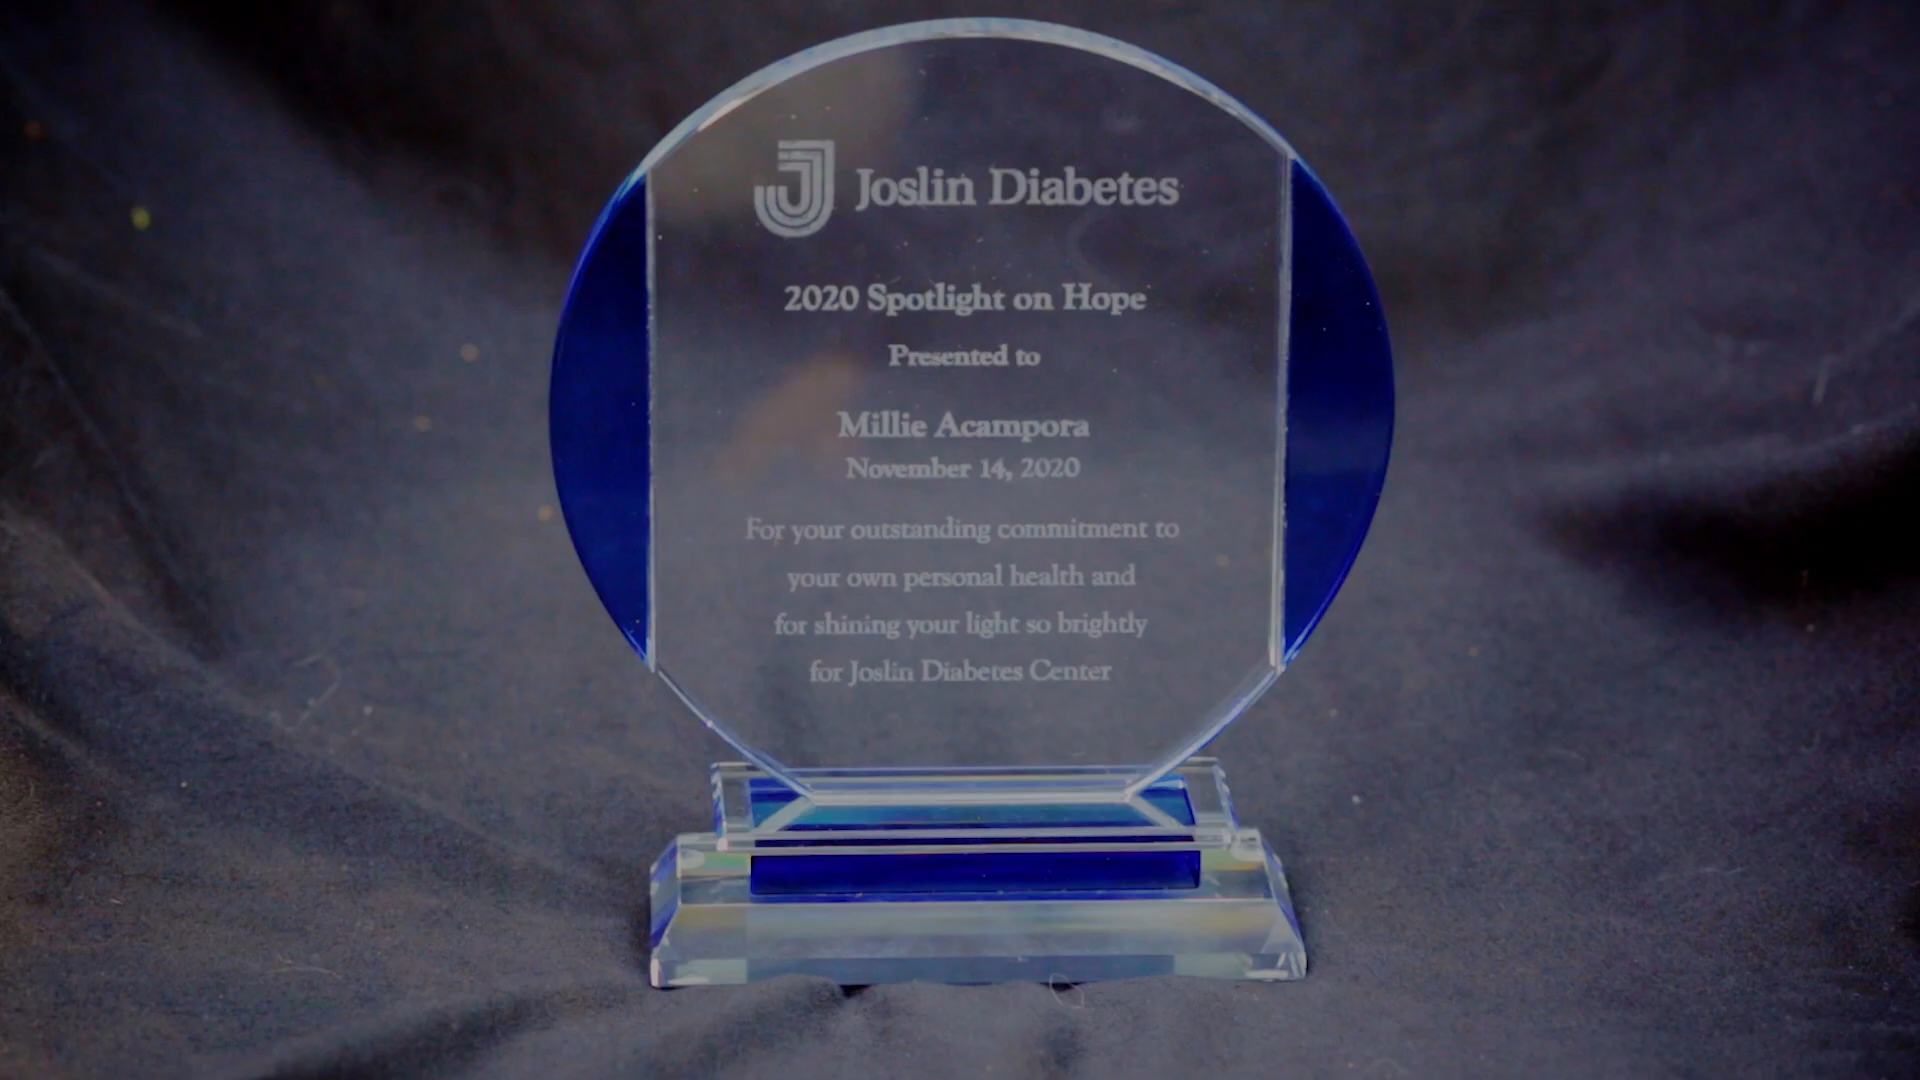 Joslin Diabetes
2020 Spotlight on Hope
Presented to
Millie Acampora
November 14, 2020
For your outstanding commitment to
your own personal health and
for shining your light so brightly
for Joslin Diabetes Center